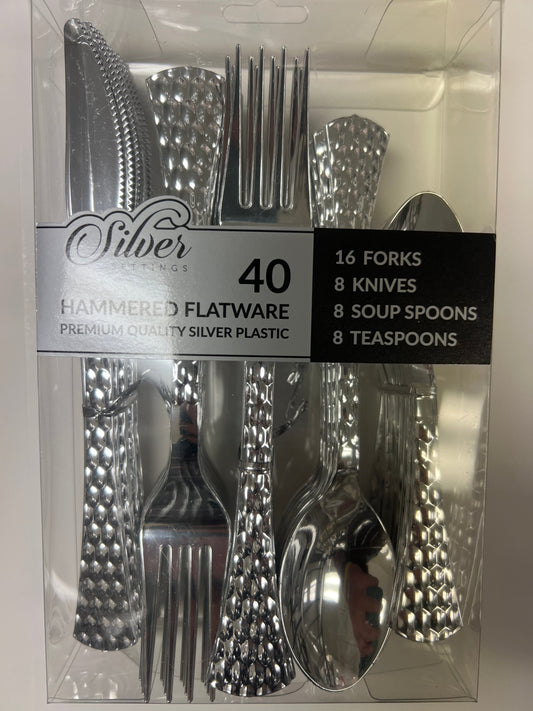 Silver
SETTINGS
40
HAMMERED FLATWARE
PREMIUM QUALITY SILVER PLASTIC
16 FORKS
8 KNIVES
8 SOUP SPOONS
8 TEASPOONS